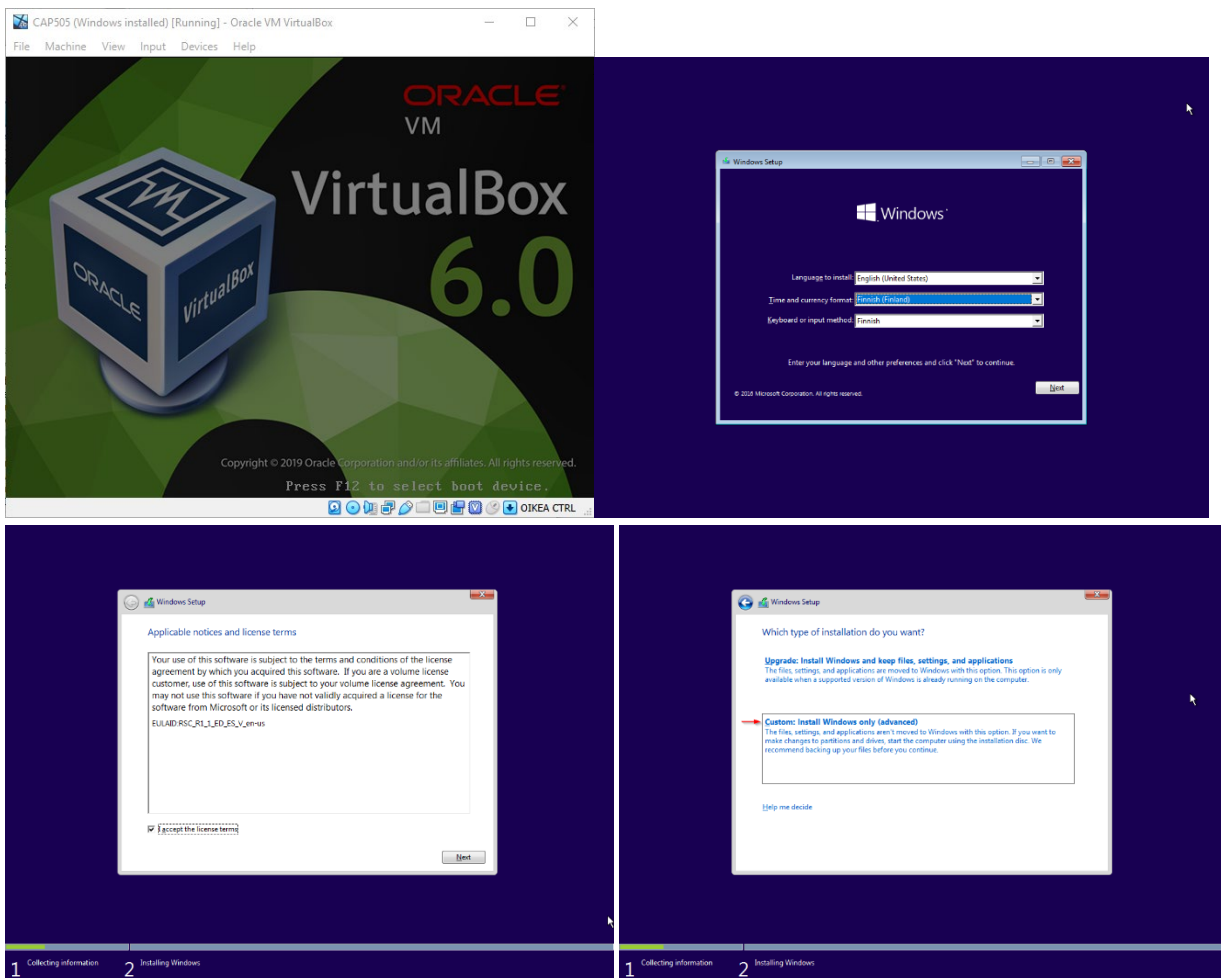 CAP505 (Windows installed) [Running] - Oracle VM VirtualBox
File Machine View Input Devices Help
ORACLE
VM
VirtualBox
6.0
ORACLE
VirtualBox
Copyright © 2019 Oracle Corporation and/or its affiliates. All rights reserved.
Press F12 to select boot device.
OIKEA CTRL
Windows Setup
Windows
Language to install: English (United States)
Time and currency format: Finnish (Finland)
Keyboard or input method: Finnish
Enter your language and other preferences and click "Next" to continue.
© 2018 Microsoft Corporation. All rights reserved.
Next
Windows Setup
Applicable notices and license terms
Your use of this software is subject to the terms and conditions of the license
agreement by which you acquired this software. If you are a volume license
customer, use of this software is subject to your volume license agreement. You
may not use this software if you have not validly acquired a license for the
software from Microsoft or its licensed distributors.
EULAID:RSC_R1_1_ED_ES_V_en-us
I accept the license terms
Next
1 Collecting information
2 Installing Windows
Windows Setup
Which type of installation do you want?
Upgrade: Install Windows and keep files, settings, and applications
The files, settings, and applications are moved to Windows with this option. This option is only
available when a supported version of Windows is already running on the computer.
Custom: Install Windows only (advanced)
The files, settings, and applications aren't moved to Windows with this option. If you want to
make changes to partitions and drives, start the computer using the installation disc. We
recommend backing up your files before you continue.
Help me decide
1 Collecting information
2 Installing Windows